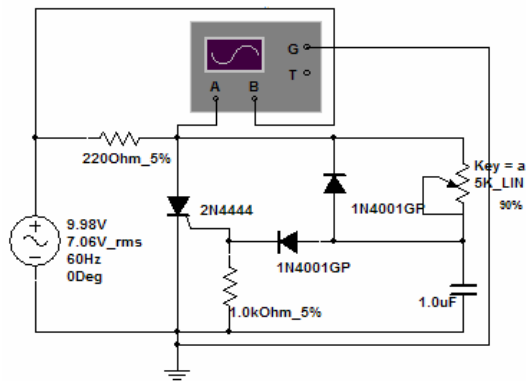 G
T
A B
220Ohm_5%
Key = a
5K_LIN
90%
2N4444
1N4001GP
9.98V
7.06V_rms
60Hz
0Deg
1N4001GP
1.0kOhm_5%
1.0uF